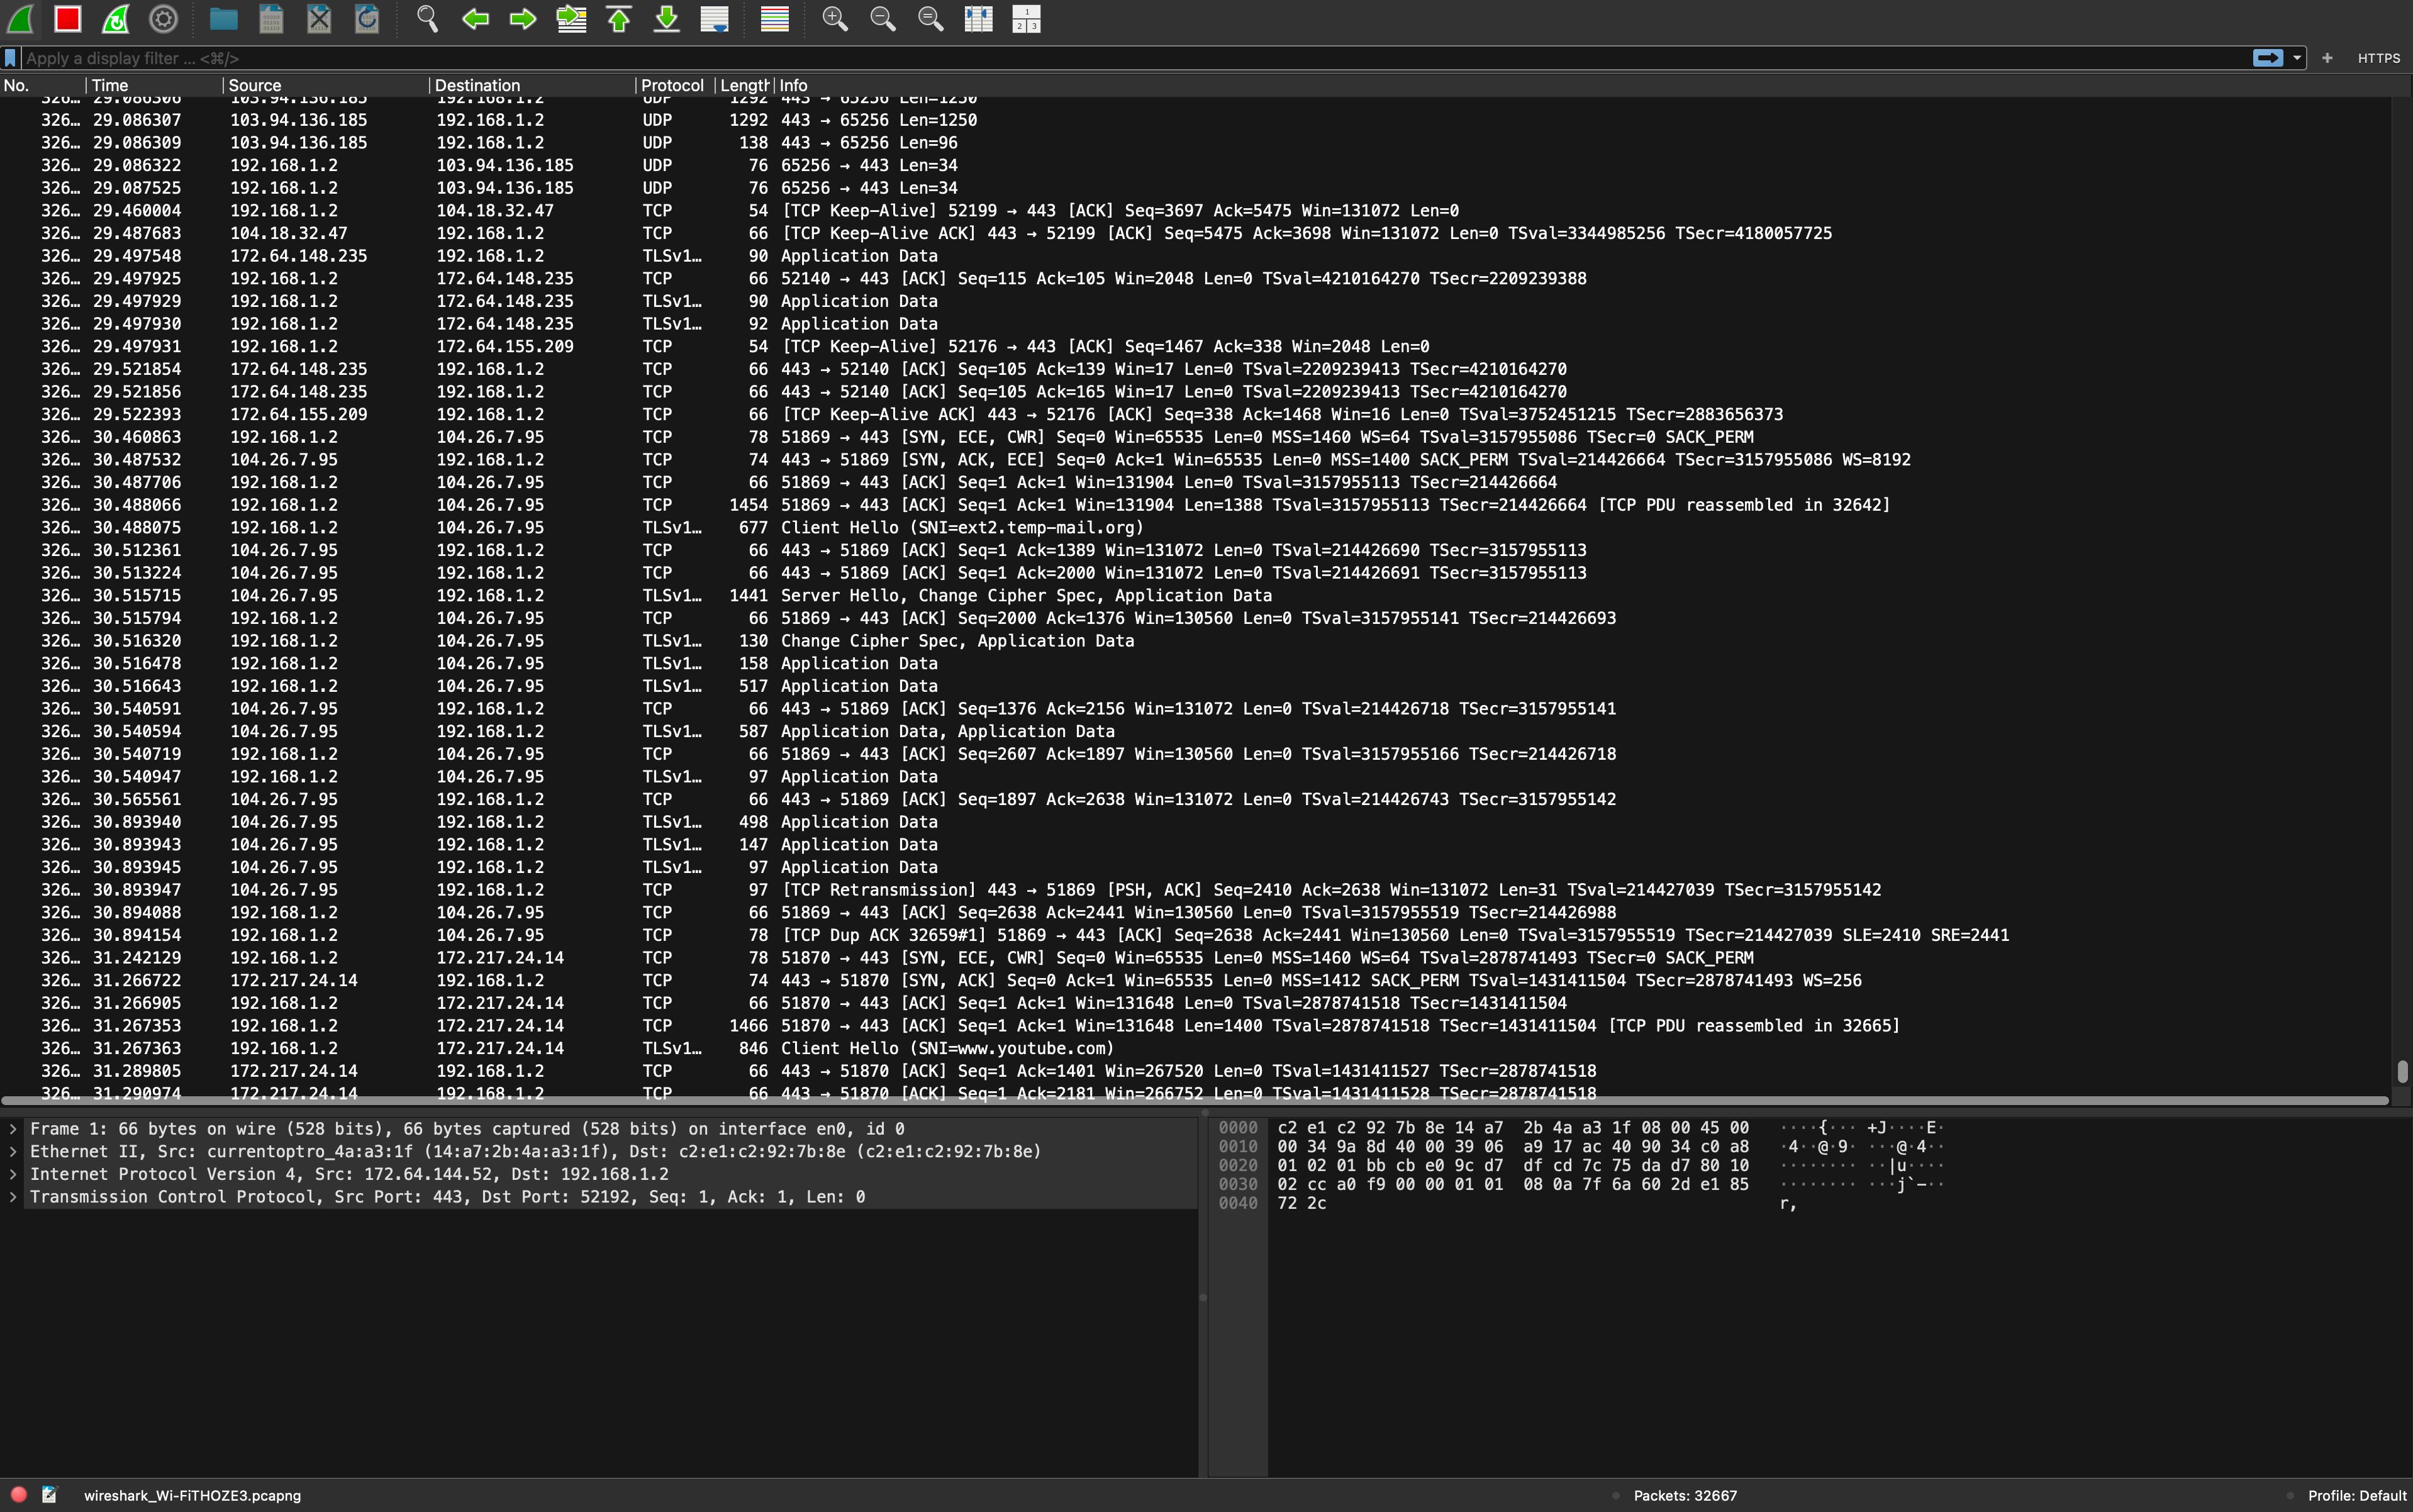 Apply a display filter ... <⌘/>
HTTPS
No. Time Source Destination Protocol Length Info
326… 29.086306 103.94.136.185 192.168.1.2 UDP 1292 443 → 65256 Len=1250
326… 29.086307 103.94.136.185 192.168.1.2 UDP 1292 443 → 65256 Len=1250
326… 29.086309 103.94.136.185 192.168.1.2 UDP 138 443 → 65256 Len=96
326… 29.086322 192.168.1.2 103.94.136.185 UDP 76 65256 → 443 Len=34
326… 29.087525 192.168.1.2 103.94.136.185 UDP 76 65256 → 443 Len=34
326… 29.460004 192.168.1.2 104.18.32.47 TCP 54 [TCP Keep-Alive] 52199 → 443 [ACK] Seq=3697 Ack=5475 Win=131072 Len=0
326… 29.487683 104.18.32.47 192.168.1.2 TCP 66 [TCP Keep-Alive ACK] 443 → 52199 [ACK] Seq=5475 Ack=3698 Win=131072 Len=0 TSval=3344985256 TSecr=4180057725
326… 29.497548 172.64.148.235 192.168.1.2 TLSv1… 90 Application Data
326… 29.497925 192.168.1.2 172.64.148.235 TCP 66 52140 → 443 [ACK] Seq=115 Ack=105 Win=2048 Len=0 TSval=4210164270 TSecr=2209239388
326… 29.497929 192.168.1.2 172.64.148.235 TLSv1… 90 Application Data
326… 29.497930 192.168.1.2 172.64.148.235 TLSv1… 92 Application Data
326… 29.497931 192.168.1.2 172.64.155.209 TCP 54 [TCP Keep-Alive] 52176 → 443 [ACK] Seq=1467 Ack=338 Win=2048 Len=0
326… 29.521854 172.64.148.235 192.168.1.2 TCP 66 443 → 52140 [ACK] Seq=105 Ack=139 Win=17 Len=0 TSval=2209239413 TSecr=4210164270
326… 29.521856 172.64.148.235 192.168.1.2 TCP 66 443 → 52140 [ACK] Seq=105 Ack=165 Win=17 Len=0 TSval=2209239413 TSecr=4210164270
326… 29.522393 172.64.155.209 192.168.1.2 TCP 66 [TCP Keep-Alive ACK] 443 → 52176 [ACK] Seq=338 Ack=1468 Win=16 Len=0 TSval=3752451215 TSecr=2883656373
326… 30.460863 192.168.1.2 104.26.7.95 TCP 78 51869 → 443 [SYN, ECE, CWR] Seq=0 Win=65535 Len=0 MSS=1460 WS=64 TSval=3157955086 TSecr=0 SACK_PERM
326… 30.487532 104.26.7.95 192.168.1.2 TCP 74 443 → 51869 [SYN, ACK, ECE] Seq=0 Ack=1 Win=65535 Len=0 MSS=1400 SACK_PERM TSval=214426664 TSecr=3157955086 WS=8192
326… 30.487706 192.168.1.2 104.26.7.95 TCP 66 51869 → 443 [ACK] Seq=1 Ack=1 Win=131904 Len=0 TSval=3157955113 TSecr=214426664
326… 30.488066 192.168.1.2 104.26.7.95 TCP 1454 51869 → 443 [ACK] Seq=1 Ack=1 Win=131904 Len=1388 TSval=3157955113 TSecr=214426664 [TCP PDU reassembled in 32642]
326… 30.488075 192.168.1.2 104.26.7.95 TLSv1… 677 Client Hello (SNI=ext2.temp-mail.org)
326… 30.512361 104.26.7.95 192.168.1.2 TCP 66 443 → 51869 [ACK] Seq=1 Ack=1389 Win=131072 Len=0 TSval=214426690 TSecr=3157955113
326… 30.513224 104.26.7.95 192.168.1.2 TCP 66 443 → 51869 [ACK] Seq=1 Ack=2000 Win=131072 Len=0 TSval=214426691 TSecr=3157955113
326… 30.515715 104.26.7.95 192.168.1.2 TLSv1… 1441 Server Hello, Change Cipher Spec, Application Data
326… 30.515794 192.168.1.2 104.26.7.95 TCP 66 51869 → 443 [ACK] Seq=2000 Ack=1376 Win=130560 Len=0 TSval=3157955141 TSecr=214426693
326… 30.516320 192.168.1.2 104.26.7.95 TLSv1… 130 Change Cipher Spec, Application Data
326… 30.516478 192.168.1.2 104.26.7.95 TLSv1… 158 Application Data
326… 30.516643 192.168.1.2 104.26.7.95 TLSv1… 517 Application Data
326… 30.540591 104.26.7.95 192.168.1.2 TCP 66 443 → 51869 [ACK] Seq=1376 Ack=2156 Win=131072 Len=0 TSval=214426718 TSecr=3157955141
326… 30.540594 104.26.7.95 192.168.1.2 TLSv1… 587 Application Data, Application Data
326… 30.540719 192.168.1.2 104.26.7.95 TCP 66 51869 → 443 [ACK] Seq=2607 Ack=1897 Win=130560 Len=0 TSval=3157955166 TSecr=214426718
326… 30.540947 192.168.1.2 104.26.7.95 TLSv1… 97 Application Data
326… 30.565561 104.26.7.95 192.168.1.2 TCP 66 443 → 51869 [ACK] Seq=1897 Ack=2638 Win=131072 Len=0 TSval=214426743 TSecr=3157955142
326… 30.893940 104.26.7.95 192.168.1.2 TLSv1… 498 Application Data
326… 30.893943 104.26.7.95 192.168.1.2 TLSv1… 147 Application Data
326… 30.893945 104.26.7.95 192.168.1.2 TLSv1… 97 Application Data
326… 30.893947 104.26.7.95 192.168.1.2 TCP 97 [TCP Retransmission] 443 → 51869 [PSH, ACK] Seq=2410 Ack=2638 Win=131072 Len=31 TSval=214427039 TSecr=3157955142
326… 30.894088 192.168.1.2 104.26.7.95 TCP 66 51869 → 443 [ACK] Seq=2638 Ack=2441 Win=130560 Len=0 TSval=3157955519 TSecr=214426988
326… 30.894154 192.168.1.2 104.26.7.95 TCP 78 [TCP Dup ACK 32659#1] 51869 → 443 [ACK] Seq=2638 Ack=2441 Win=130560 Len=0 TSval=3157955519 TSecr=214427039 SLE=2410 SRE=2441
326… 31.242129 192.168.1.2 172.217.24.14 TCP 78 51870 → 443 [SYN, ECE, CWR] Seq=0 Win=65535 Len=0 MSS=1460 WS=64 TSval=2878741493 TSecr=0 SACK_PERM
326… 31.266722 172.217.24.14 192.168.1.2 TCP 74 443 → 51870 [SYN, ACK] Seq=0 Ack=1 Win=65535 Len=0 MSS=1412 SACK_PERM TSval=1431411504 TSecr=2878741493 WS=256
326… 31.266905 192.168.1.2 172.217.24.14 TCP 66 51870 → 443 [ACK] Seq=1 Ack=1 Win=131648 Len=0 TSval=2878741518 TSecr=1431411504
326… 31.267353 192.168.1.2 172.217.24.14 TCP 1466 51870 → 443 [ACK] Seq=1 Ack=1 Win=131648 Len=1400 TSval=2878741518 TSecr=1431411504 [TCP PDU reassembled in 32665]
326… 31.267363 192.168.1.2 172.217.24.14 TLSv1… 846 Client Hello (SNI=www.youtube.com)
326… 31.289805 172.217.24.14 192.168.1.2 TCP 66 443 → 51870 [ACK] Seq=1 Ack=1401 Win=267520 Len=0 TSval=1431411527 TSecr=2878741518
326… 31.290974 172.217.24.14 192.168.1.2 TCP 66 443 → 51870 [ACK] Seq=1 Ack=2181 Win=266752 Len=0 TSval=1431411528 TSecr=2878741518
Frame 1: 66 bytes on wire (528 bits), 66 bytes captured (528 bits) on interface en0, id 0
Ethernet II, Src: currentoptro_4a:a3:1f (14:a7:2b:4a:a3:1f), Dst: c2:e1:c2:92:7b:8e (c2:e1:c2:92:7b:8e)
Internet Protocol Version 4, Src: 172.64.144.52, Dst: 192.168.1.2
Transmission Control Protocol, Src Port: 443, Dst Port: 52192, Seq: 1, Ack: 1, Len: 0
0000 c2 e1 c2 92 7b 8e 14 a7 2b 4a a3 1f 08 00 45 00 ····{··· +J····E·
0010 00 34 9a 8d 40 00 39 06 a9 17 ac 40 90 34 c0 a8 ·4··@·9· ···@·4··
0020 01 02 01 bb cb e0 9c d7 df cd 7c 75 da d7 80 10 ········ ··|u····
0030 02 cc a0 f9 00 00 01 01 08 0a 7f 6a 60 2d e1 85 ········ ···j`-··
0040 72 2c r,
wireshark_Wi-FiTHOZE3.pcapng
Packets: 32667
Profile: Default